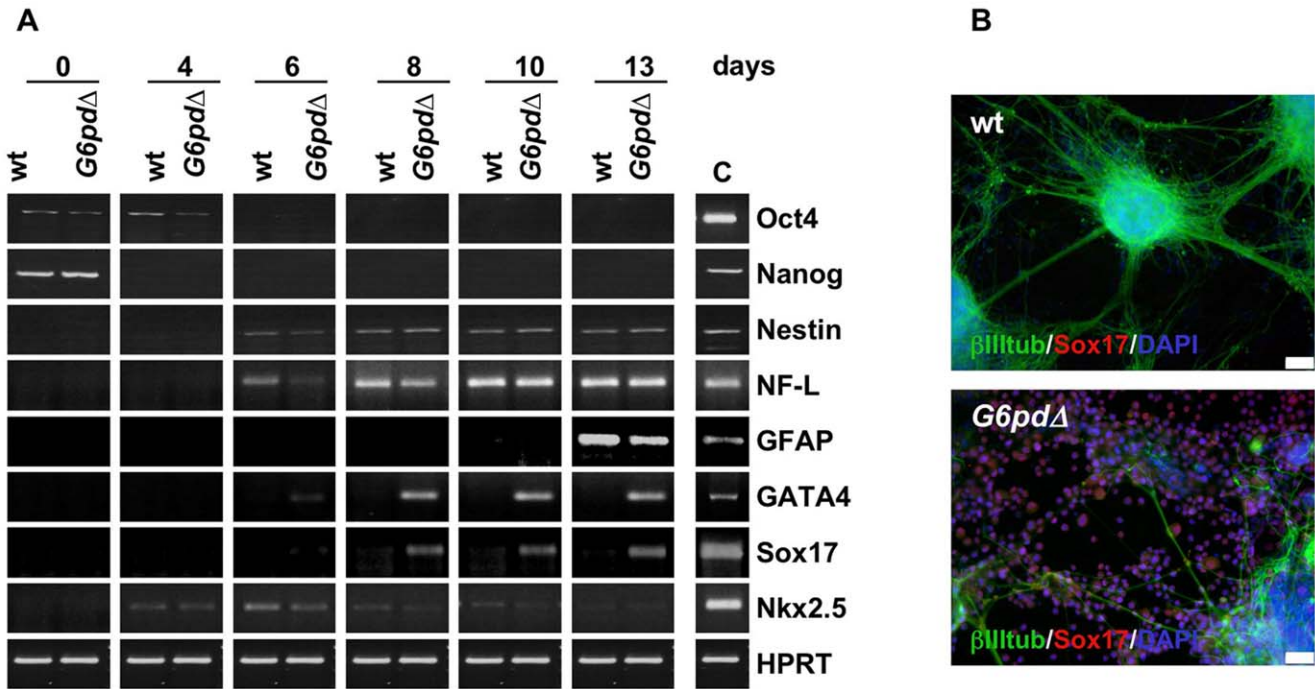 A
0 4 6 8 10 13 days
wt G6pdΔ wt G6pdΔ wt G6pdΔ wt G6pdΔ wt G6pdΔ wt G6pdΔ C
Oct4
Nanog
Nestin
NF-L
GFAP
GATA4
Sox17
Nkx2.5
HPRT
B
wt
βIIItub/Sox17/DAPI
G6pdΔ
βIIItub/Sox17/DAPI